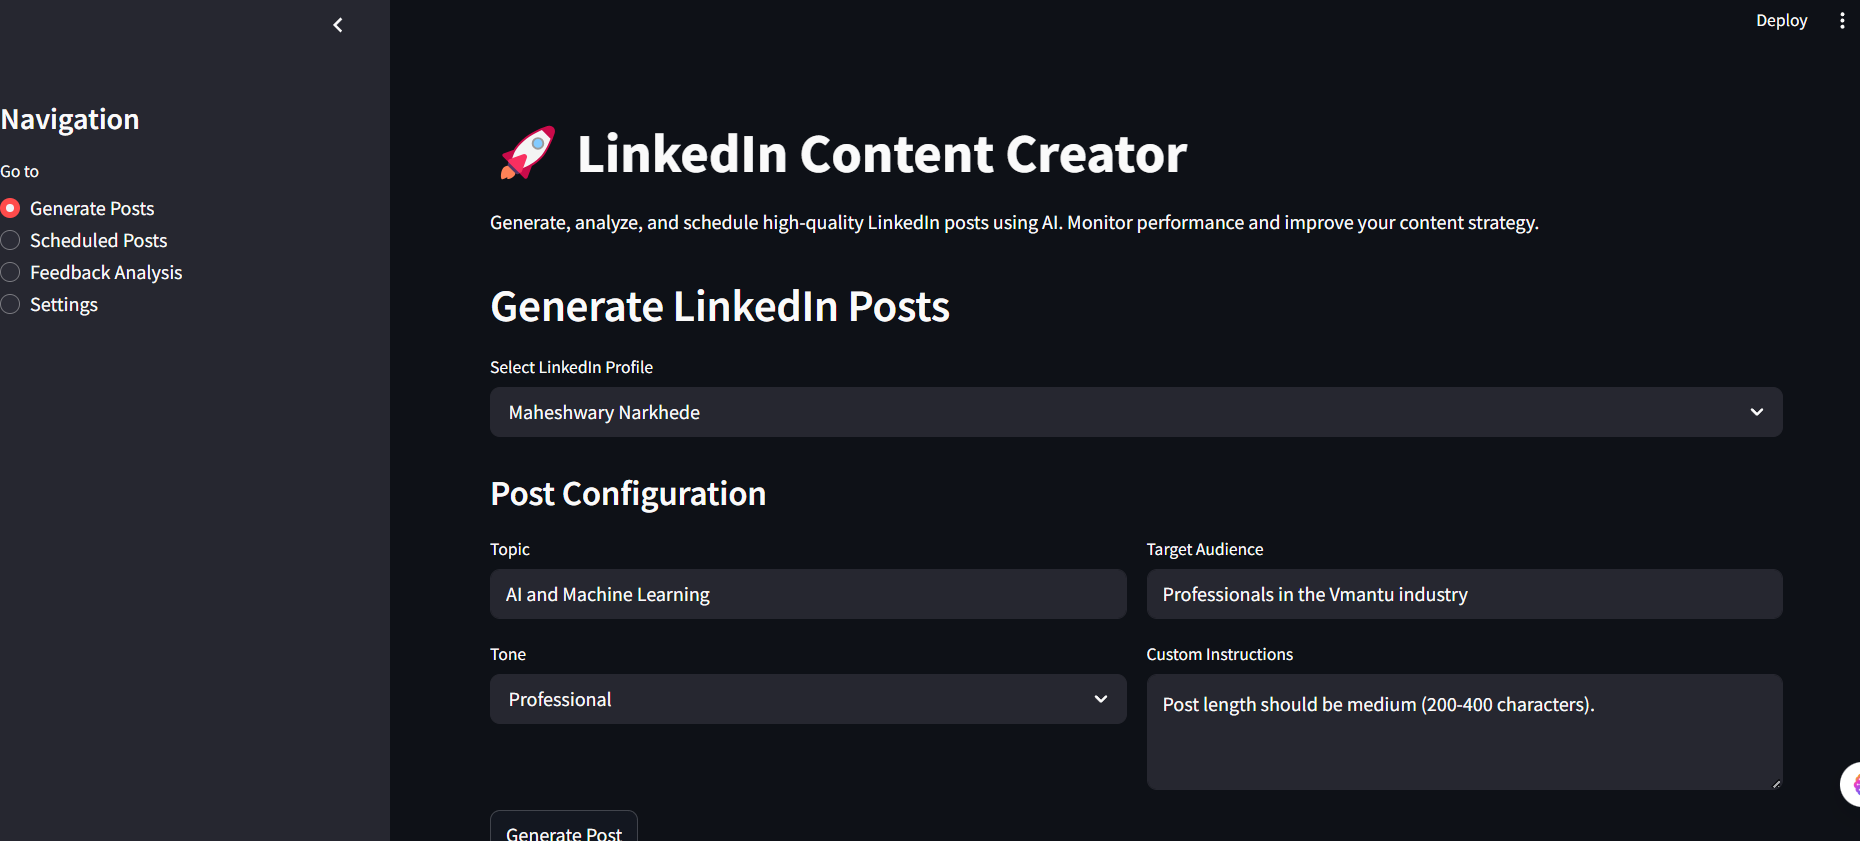 Deploy
Navigation
Go to
Generate Posts
Scheduled Posts
Feedback Analysis
Settings
LinkedIn Content Creator
Generate, analyze, and schedule high-quality LinkedIn posts using AI. Monitor performance and improve your content strategy.
Generate LinkedIn Posts
Select LinkedIn Profile
Maheshwary Narkhede
Post Configuration
Topic
AI and Machine Learning
Target Audience
Professionals in the Vmantu industry
Tone
Professional
Custom Instructions
Post length should be medium (200-400 characters).
Generate Post